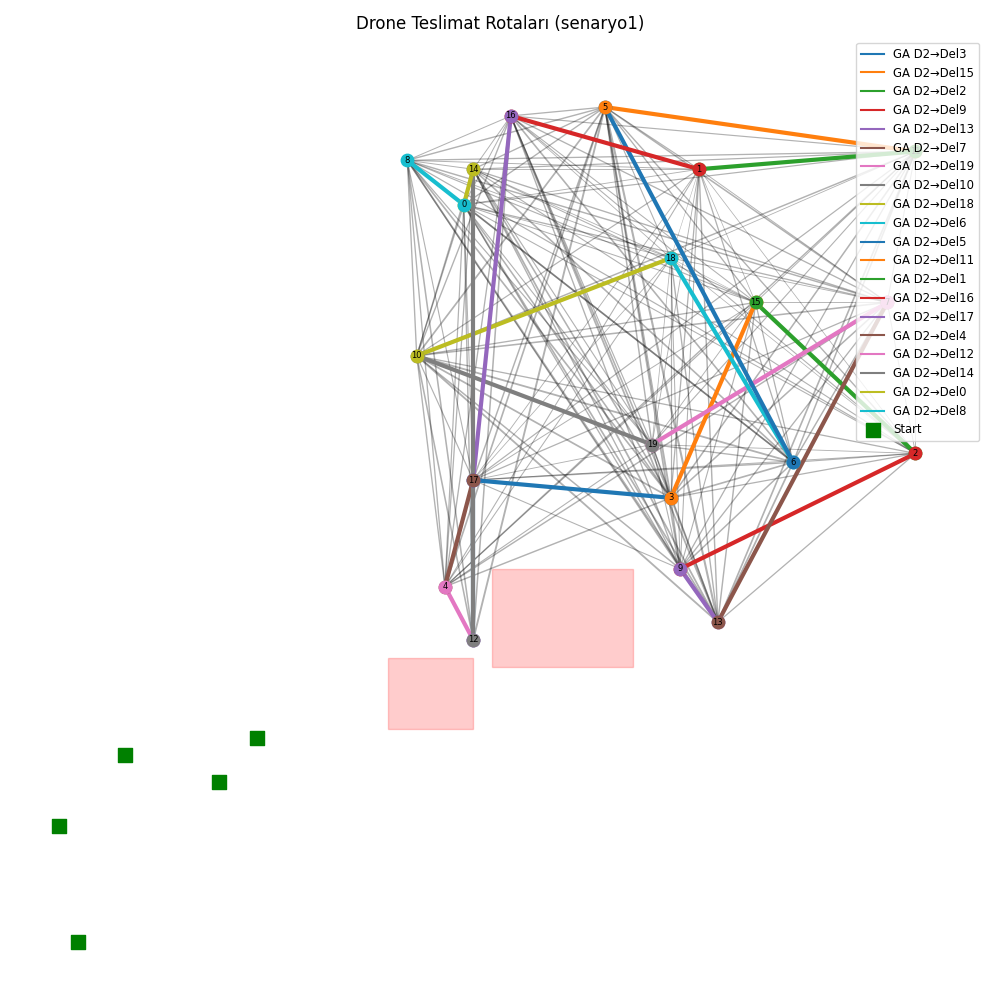 Drone Teslimat Rotaları (senaryo1)
GA D2→Del3
GA D2→Del15
GA D2→Del2
GA D2→Del9
GA D2→Del13
GA D2→Del7
GA D2→Del19
GA D2→Del10
GA D2→Del18
GA D2→Del6
GA D2→Del5
GA D2→Del11
GA D2→Del1
GA D2→Del16
GA D2→Del17
GA D2→Del4
GA D2→Del12
GA D2→Del14
GA D2→Del0
GA D2→Del8
Start
5
16
8
14
1
0
18
15
10
19
2
6
17
3
9
4
13
12